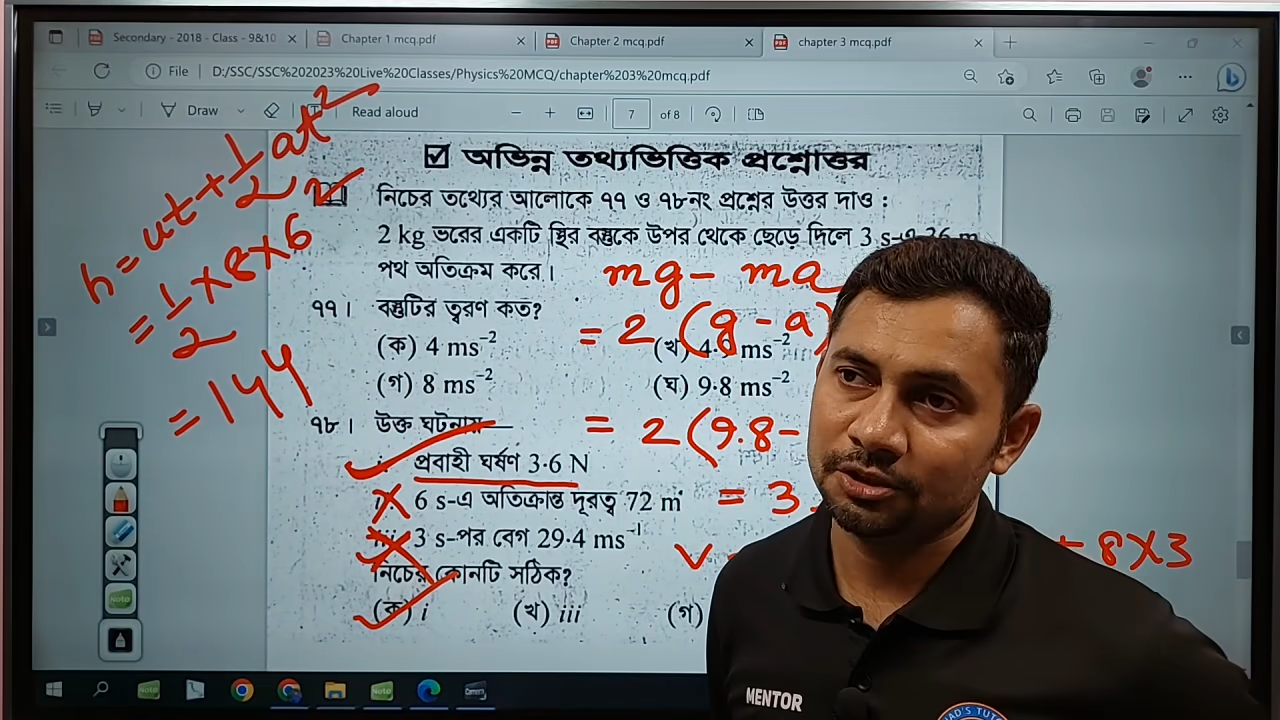 Secondary - 2018 - Class - 9&10
Chapter 1 mcq.pdf
Chapter 2 mcq.pdf
chapter 3 mcq.pdf
File D:/SSC/SSC%202023%20Live%20Classes/Physics%20MCQ/chapter%203%20mcq.pdf
Draw Read aloud 7 of 8
অভিন্ন তথ্যভিত্তিক প্রশ্নোত্তর
নিচের তথ্যের আলোকে ৭৭ ও ৭৮নং প্রশ্নের উত্তর দাও :
2 kg ভরের একটি স্থির বস্তুকে উপর থেকে ছেড়ে দিলে 3 s-এ 36 m
পথ অতিক্রম করে।
৭৭। বস্তুটির ত্বরণ কত?
(ক) 4 ms⁻² (খ) 4.9 ms⁻²
(গ) 8 ms⁻² (ঘ) 9.8 ms⁻²
৭৮। উক্ত ঘটনায়—
i. প্রবাহী ঘর্ষণ 3.6 N
6 s-এ অতিক্রান্ত দূরত্ব 72 m
iii. 3 s-পর বেগ 29.4 ms⁻¹
নিচের কোনটি সঠিক?
(ক) i (খ) iii (গ)
h = ut + 1/2 at²
= 1/2 × 8 × 6²
= 144
mg - ma
= 2 (g - a)
= 2 (9.8 -
= 3.
v
+ 8 × 3
Note
Note
Note
Camera
MENTOR